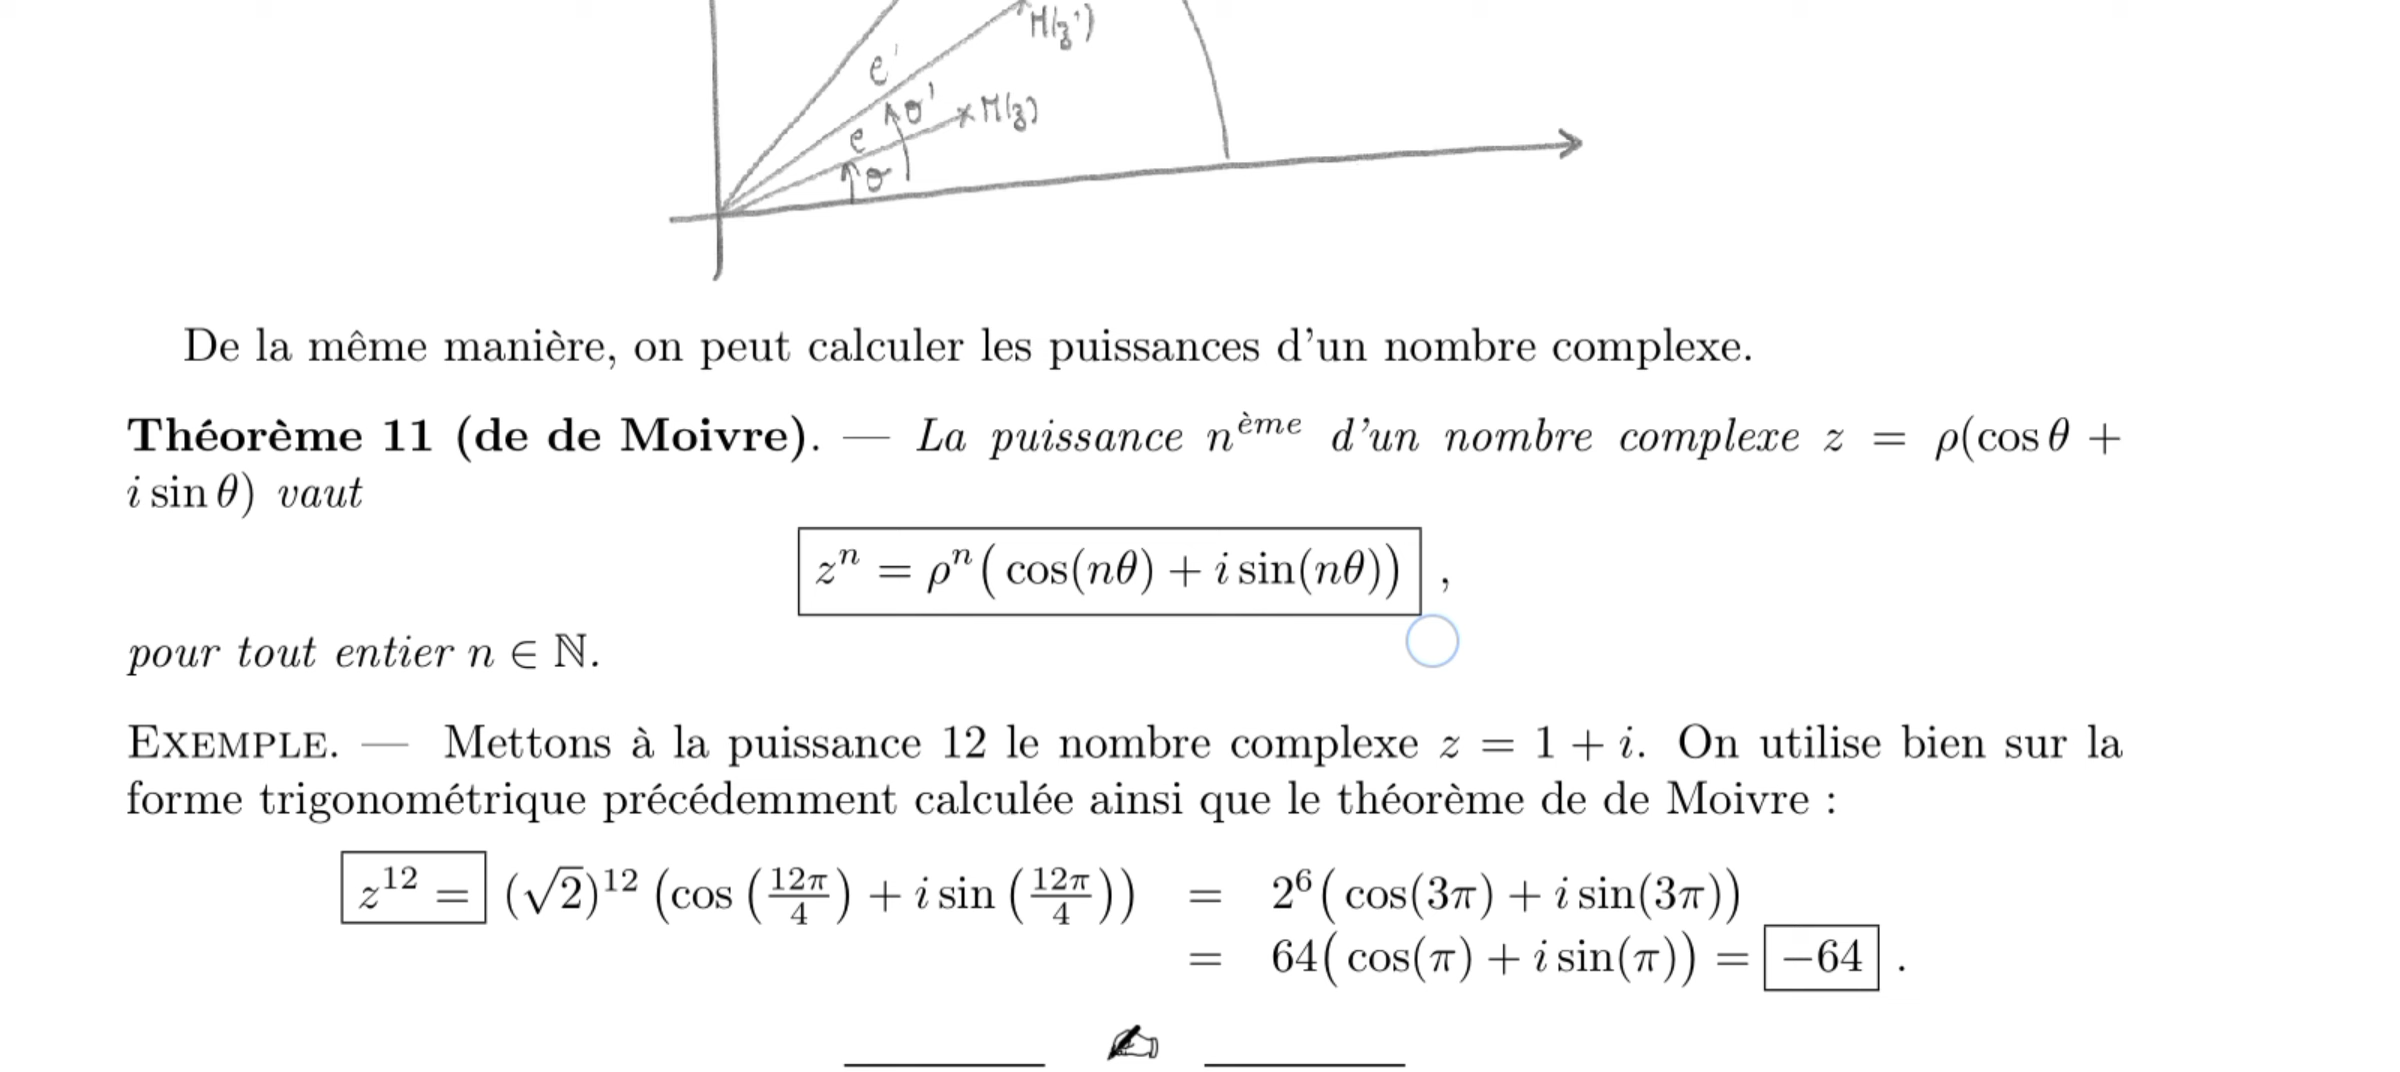 M(z')
ρ'
θ'
M(z)
ρ
θ
De la même manière, on peut calculer les puissances d'un nombre complexe.
Théorème 11 (de de Moivre). — La puissance nème d'un nombre complexe z = ρ(cos θ +
i sin θ) vaut
zⁿ = ρⁿ( cos(nθ) + i sin(nθ)) ,
pour tout entier n ∈ ℕ.
EXEMPLE. — Mettons à la puissance 12 le nombre complexe z = 1 + i. On utilise bien sur la
forme trigonométrique précédemment calculée ainsi que le théorème de de Moivre :
z¹² = (√2)¹² (cos (12π/4) + i sin (12π/4)) = 2⁶( cos(3π) + i sin(3π))
= 64( cos(π) + i sin(π)) = −64 .